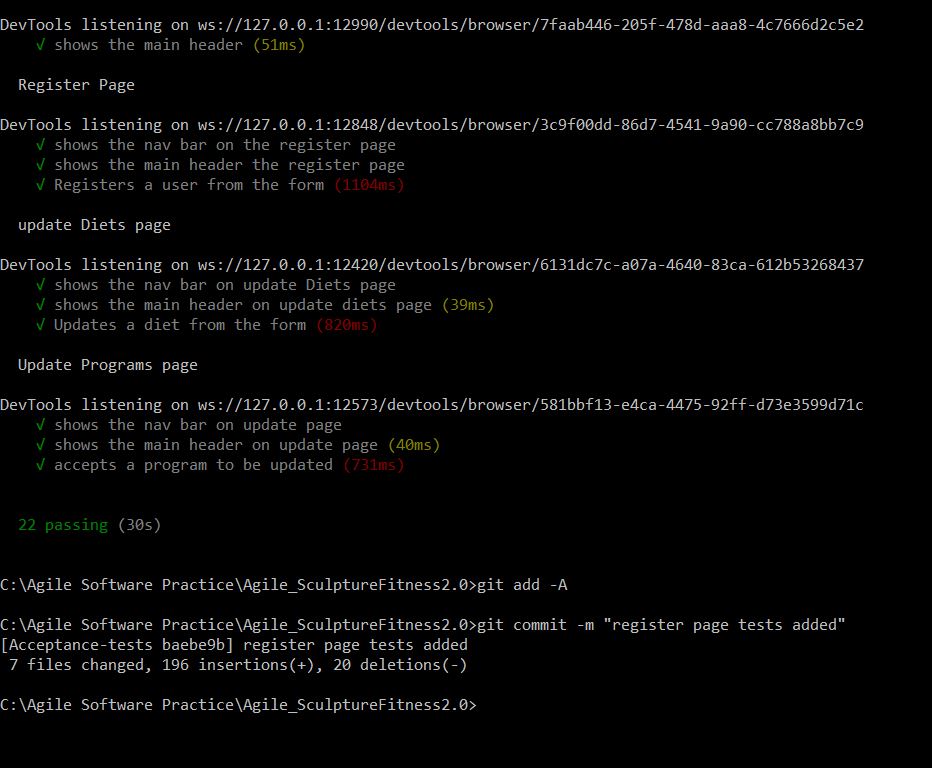 DevTools listening on ws://127.0.0.1:12990/devtools/browser/7faab446-205f-478d-aaa8-4c7666d2c5e2
√ shows the main header (51ms)
Register Page
DevTools listening on ws://127.0.0.1:12848/devtools/browser/3c9f00dd-86d7-4541-9a90-cc788a8bb7c9
√ shows the nav bar on the register page
√ shows the main header the register page
√ Registers a user from the form (1104ms)
update Diets page
DevTools listening on ws://127.0.0.1:12420/devtools/browser/6131dc7c-a07a-4640-83ca-612b53268437
√ shows the nav bar on update Diets page
√ shows the main header on update diets page (39ms)
√ Updates a diet from the form (820ms)
Update Programs page
DevTools listening on ws://127.0.0.1:12573/devtools/browser/581bbf13-e4ca-4475-92ff-d73e3599d71c
√ shows the nav bar on update page
√ shows the main header on update page (40ms)
√ accepts a program to be updated (731ms)
22 passing (30s)
C:\Agile Software Practice\Agile_SculptureFitness2.0>git add -A
C:\Agile Software Practice\Agile_SculptureFitness2.0>git commit -m "register page tests added"
[Acceptance-tests baebe9b] register page tests added
7 files changed, 196 insertions(+), 20 deletions(-)
C:\Agile Software Practice\Agile_SculptureFitness2.0>